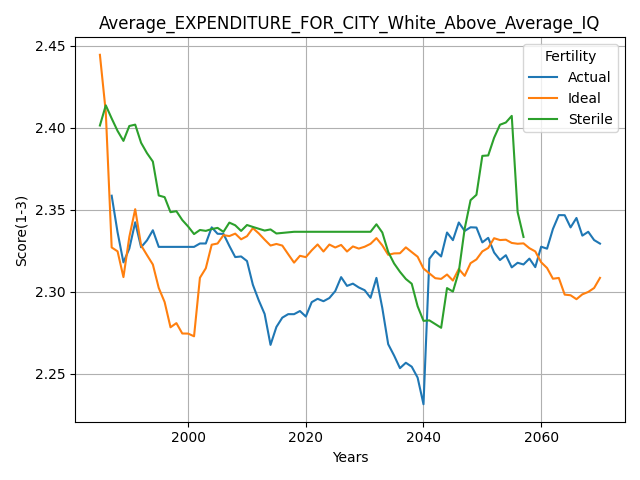 Average_EXPENDITURE_FOR_CITY_White_Above_Average_IQ
Fertility
Actual
Ideal
Sterile
Score(1-3)
2.45
2.40
2.35
2.30
2.25
2000
2020
2040
2060
Years